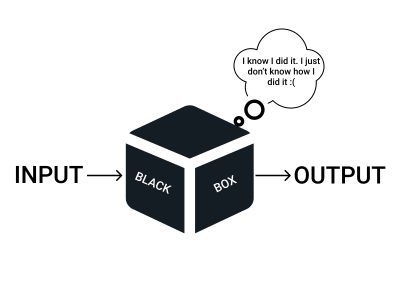 I know I did it. I just
don't know how I
did it :(
INPUT
BLACK
BOX
OUTPUT